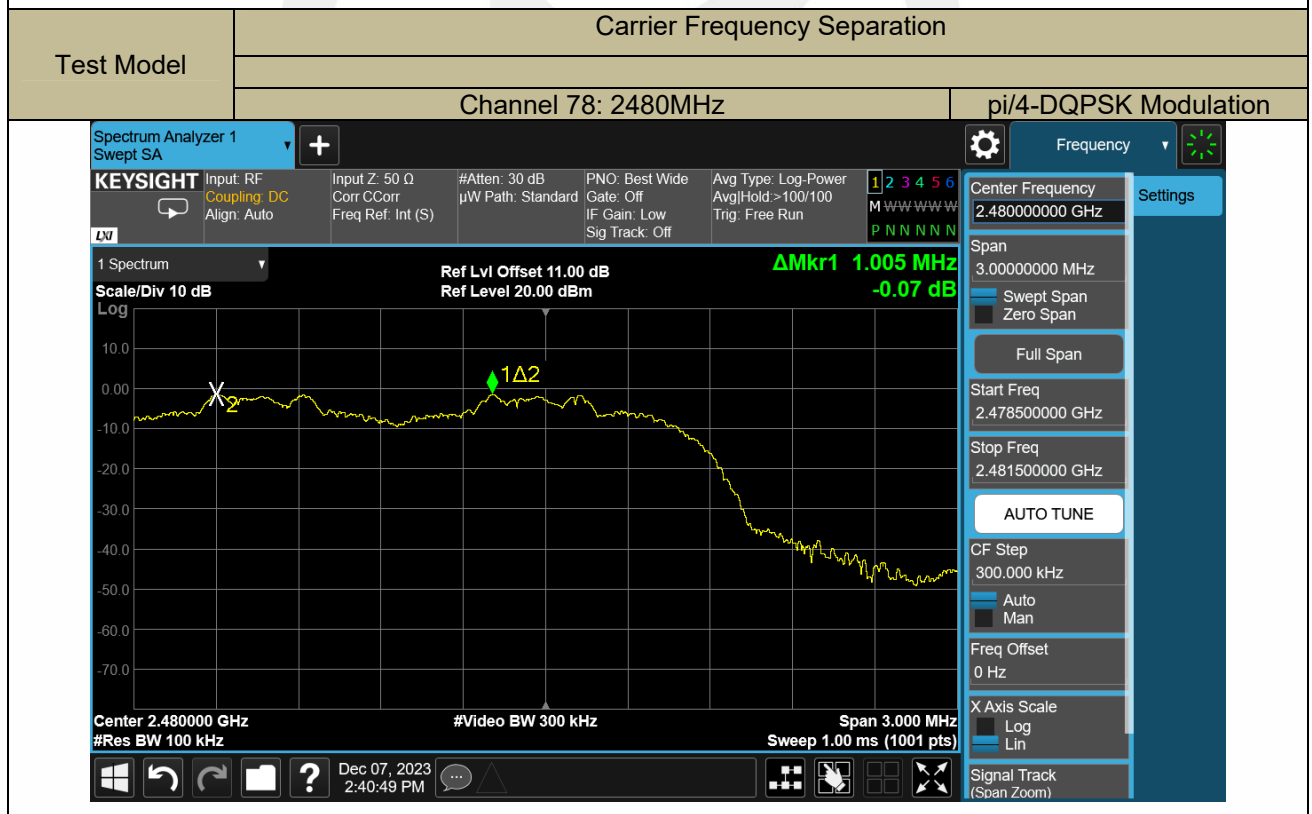 Test Model
Carrier Frequency Separation
Channel 78: 2480MHz
pi/4-DQPSK Modulation
Spectrum Analyzer 1
Swept SA
+
Frequency
KEYSIGHT
LXI
Input: RF
Coupling: DC
Align: Auto
Input Z: 50 Ω
Corr CCorr
Freq Ref: Int (S)
#Atten: 30 dB
µW Path: Standard
PNO: Best Wide
Gate: Off
IF Gain: Low
Sig Track: Off
Avg Type: Log-Power
Avg|Hold:>100/100
Trig: Free Run
1 2 3 4 5 6
M W W W W W
P N N N N N
1 Spectrum
Scale/Div 10 dB
Log
Ref Lvl Offset 11.00 dB
Ref Level 20.00 dBm
ΔMkr1 1.005 MHz
-0.07 dB
10.0
0.00
-10.0
-20.0
-30.0
-40.0
-50.0
-60.0
-70.0
X2
1Δ2
Center 2.480000 GHz
#Res BW 100 kHz
#Video BW 300 kHz
Span 3.000 MHz
Sweep 1.00 ms (1001 pts)
?
Dec 07, 2023
2:40:49 PM
Center Frequency
2.480000000 GHz
Span
3.00000000 MHz
Swept Span
Zero Span
Full Span
Start Freq
2.478500000 GHz
Stop Freq
2.481500000 GHz
AUTO TUNE
CF Step
300.000 kHz
Auto
Man
Freq Offset
0 Hz
X Axis Scale
Log
Lin
Signal Track
(Span Zoom)
Settings